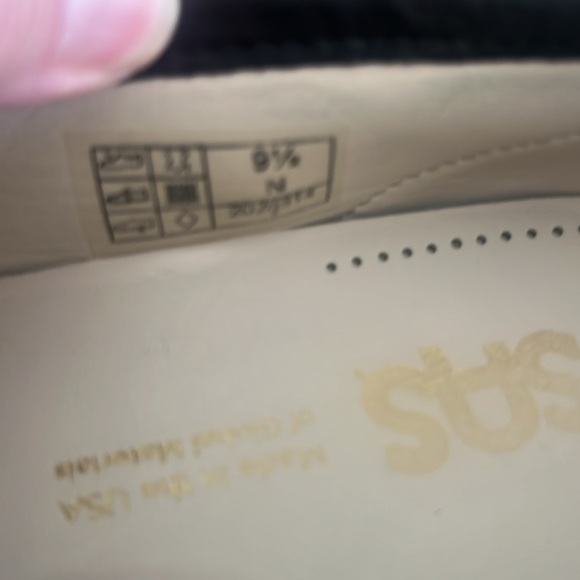 9½
N
SAS
Made in the USA
of Global Materials